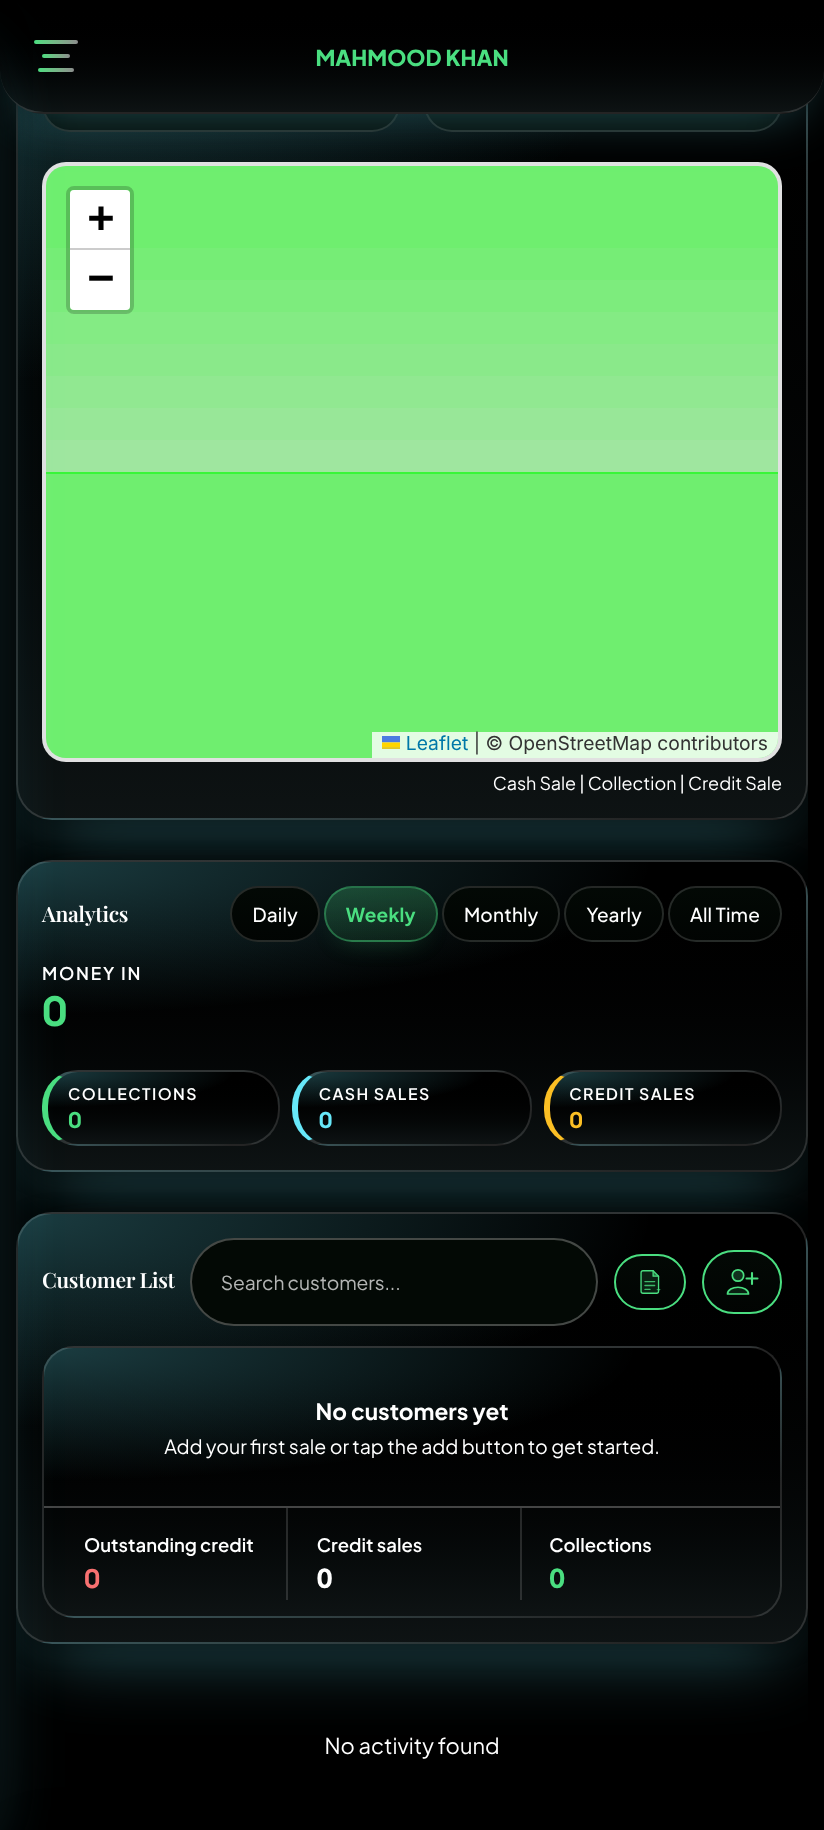 MAHMOOD KHAN
+
−
Leaflet | © OpenStreetMap contributors
Cash Sale | Collection | Credit Sale
Analytics
Daily
Weekly
Monthly
Yearly
All Time
MONEY IN
0
COLLECTIONS
0
CASH SALES
0
CREDIT SALES
0
Customer List
Search customers...
No customers yet
Add your first sale or tap the add button to get started.
Outstanding credit
0
Credit sales
0
Collections
0
No activity found